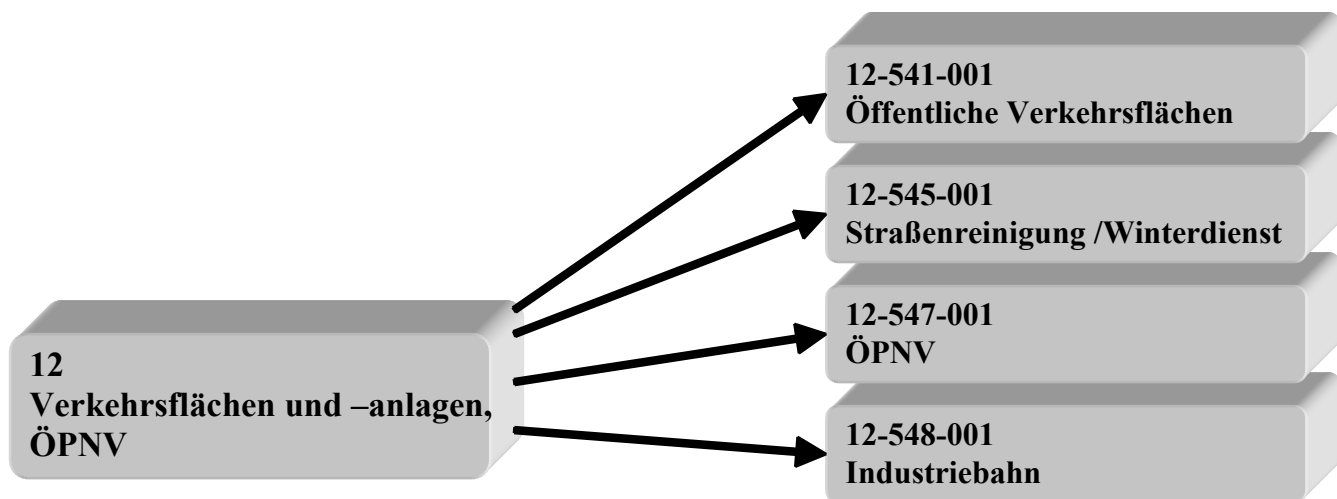 12-541-001
Öffentliche Verkehrsflächen
12-545-001
Straßenreinigung /Winterdienst
12
Verkehrsflächen und –anlagen,
ÖPNV
12-547-001
ÖPNV
12-548-001
Industriebahn